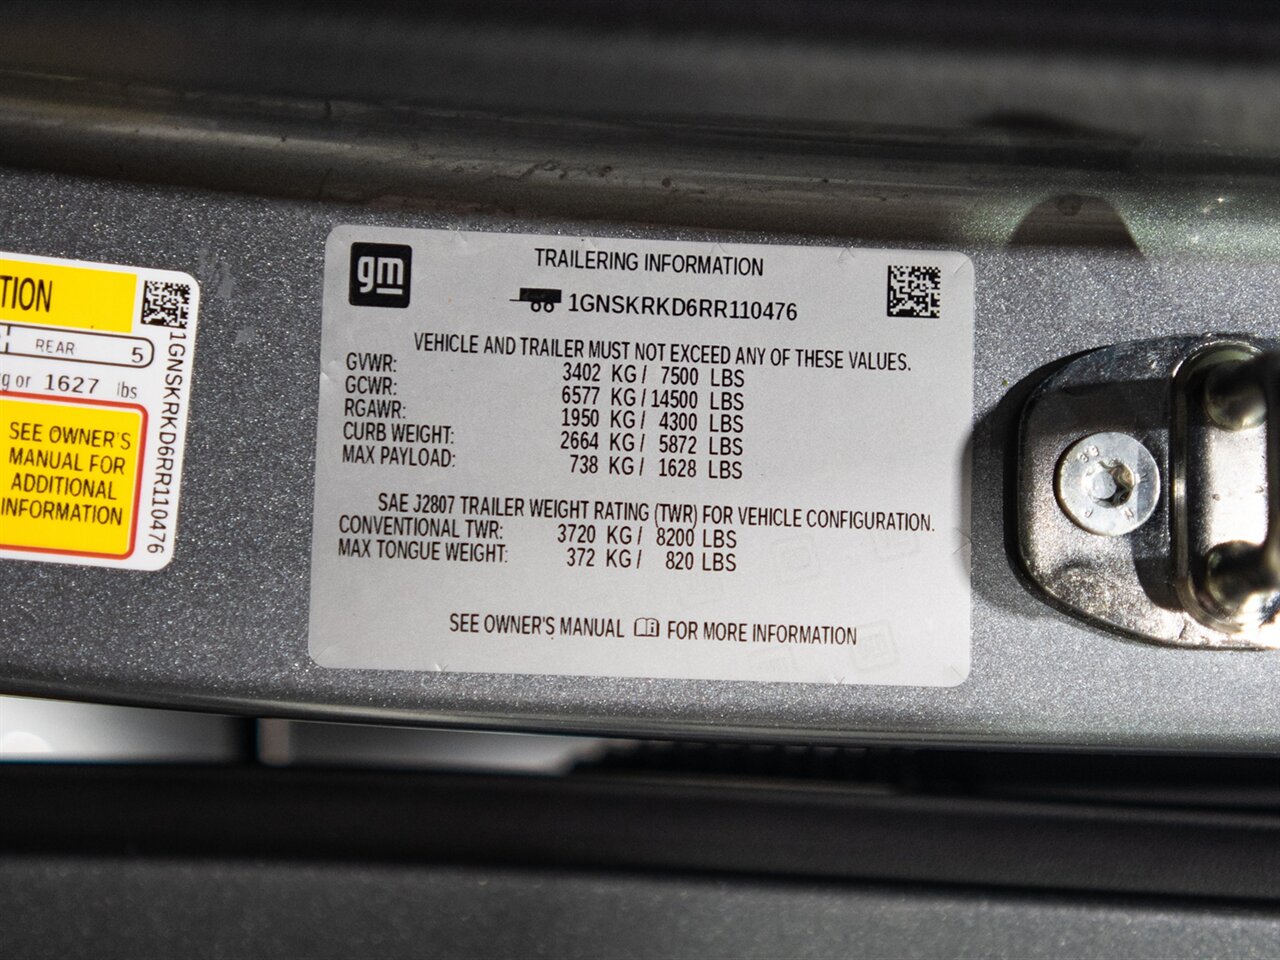 TION
REAR 5
or 1627 lbs
SEE OWNER'S
MANUAL FOR
ADDITIONAL
INFORMATION
1GNSKRKD6RR110476
gm
TRAILERING INFORMATION
1GNSKRKD6RR110476
VEHICLE AND TRAILER MUST NOT EXCEED ANY OF THESE VALUES.
GVWR: 3402 KG/ 7500 LBS
GCWR: 6577 KG/14500 LBS
RGAWR: 1950 KG/ 4300 LBS
CURB WEIGHT: 2664 KG/ 5872 LBS
MAX PAYLOAD: 738 KG/ 1628 LBS
SAE J2807 TRAILER WEIGHT RATING (TWR) FOR VEHICLE CONFIGURATION.
CONVENTIONAL TWR: 3720 KG/ 8200 LBS
MAX TONGUE WEIGHT: 372 KG/ 820 LBS
SEE OWNER'S MANUAL FOR MORE INFORMATION